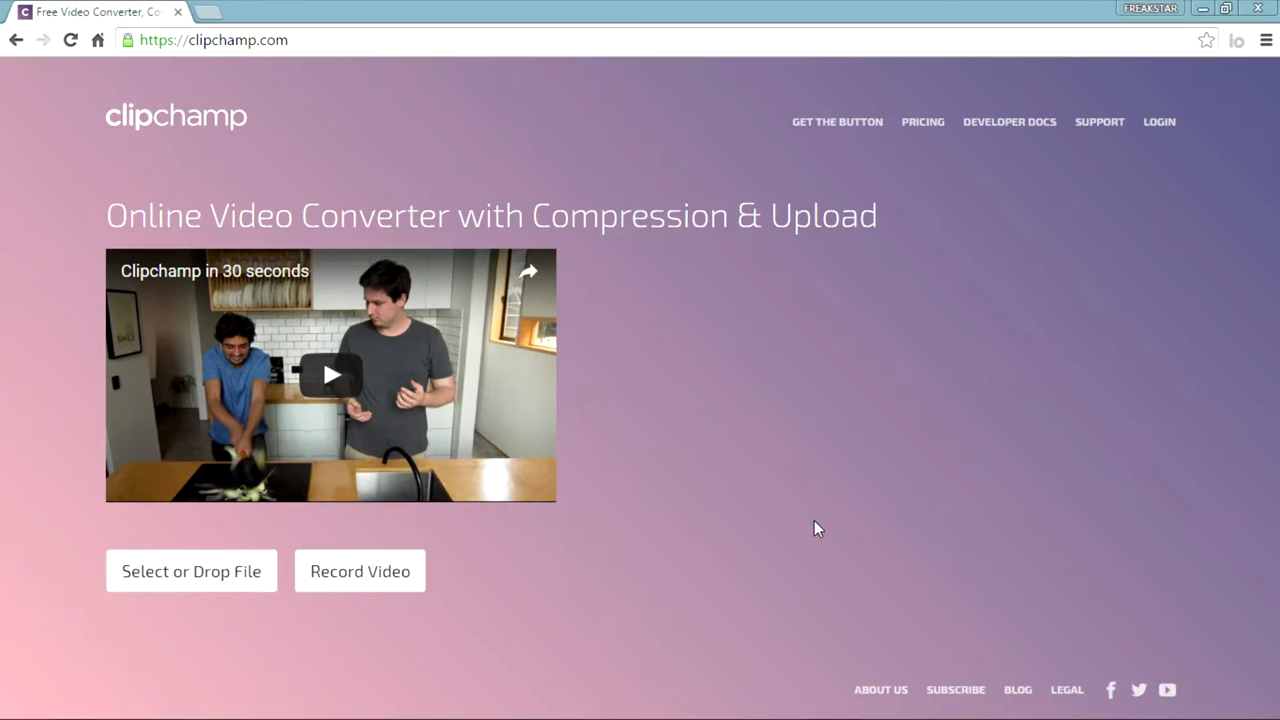 Free Video Converter, Co
FREAKSTAR
https://clipchamp.com
clipchamp
GET THE BUTTON
PRICING
DEVELOPER DOCS
SUPPORT
LOGIN
Online Video Converter with Compression & Upload
Clipchamp in 30 seconds
Select or Drop File
Record Video
ABOUT US
SUBSCRIBE
BLOG
LEGAL